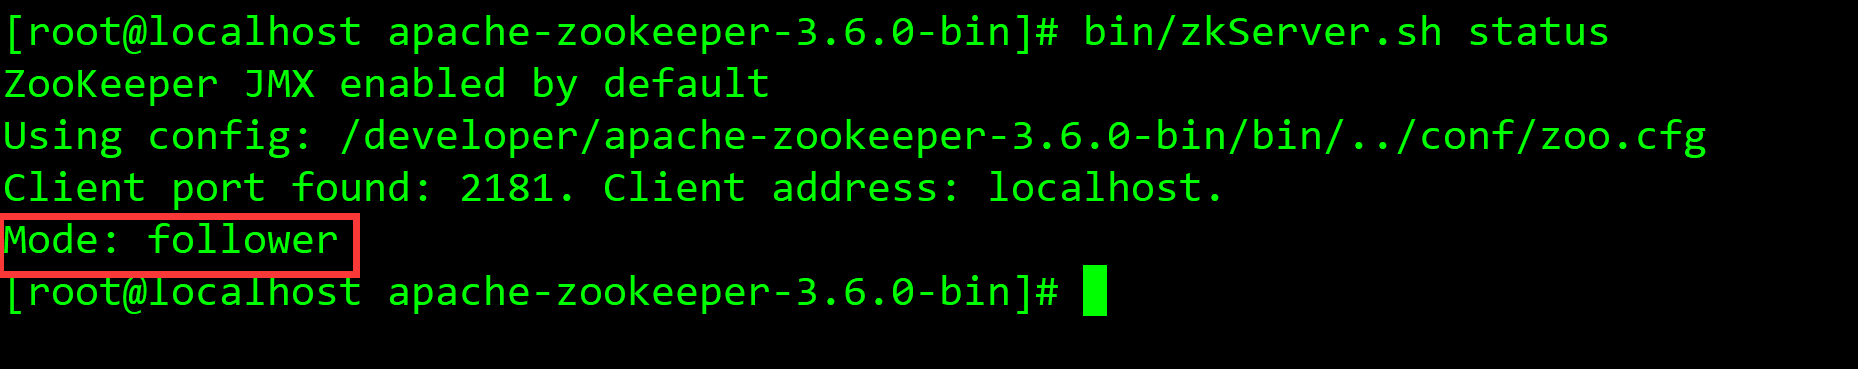 [root@localhost apache-zookeeper-3.6.0-bin]# bin/zkServer.sh status
ZooKeeper JMX enabled by default
Using config: /developer/apache-zookeeper-3.6.0-bin/bin/../conf/zoo.cfg
Client port found: 2181. Client address: localhost.
Mode: follower
[root@localhost apache-zookeeper-3.6.0-bin]#